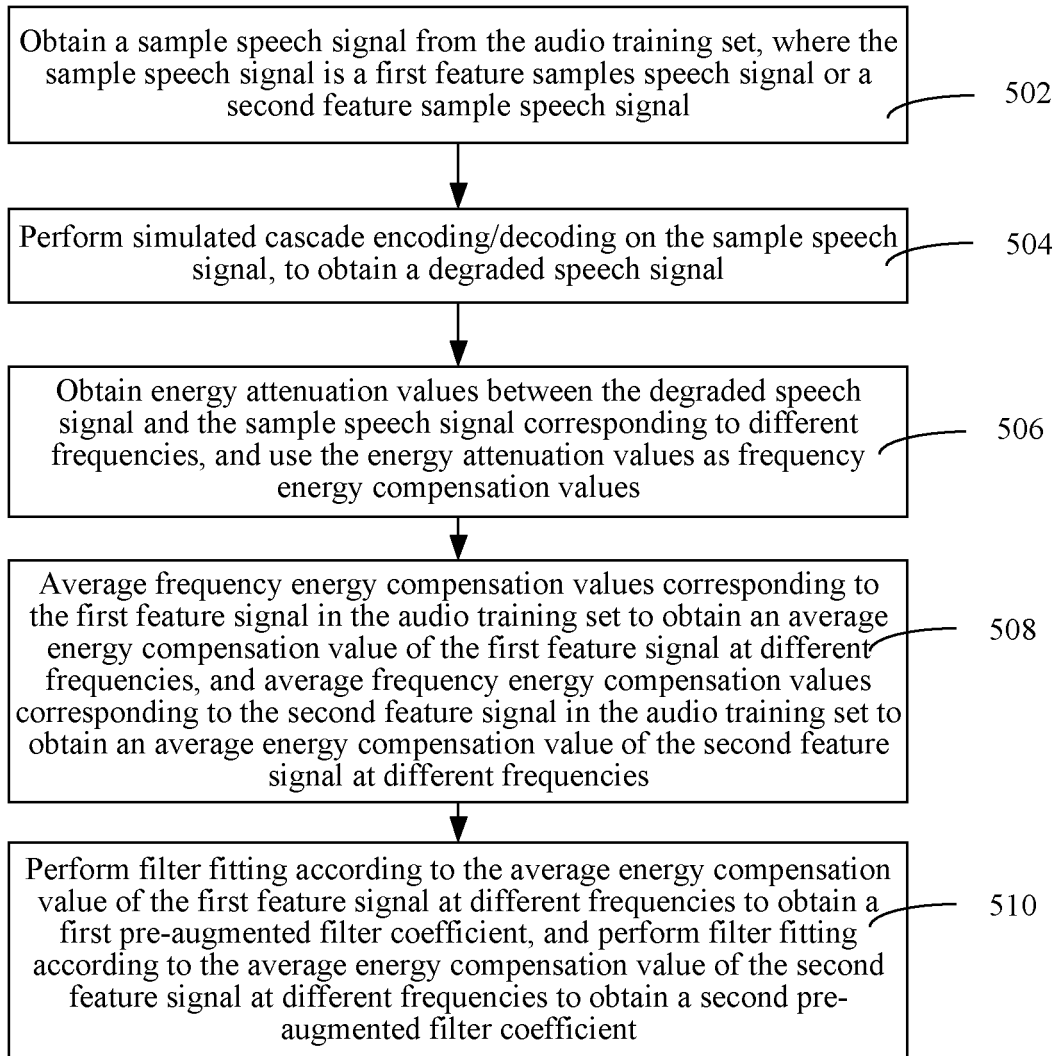 Obtain a sample speech signal from the audio training set, where the
sample speech signal is a first feature samples speech signal or a
second feature sample speech signal
502
Perform simulated cascade encoding/decoding on the sample speech
signal, to obtain a degraded speech signal
504
Obtain energy attenuation values between the degraded speech
signal and the sample speech signal corresponding to different
frequencies, and use the energy attenuation values as frequency
energy compensation values
506
Average frequency energy compensation values corresponding to
the first feature signal in the audio training set to obtain an average
energy compensation value of the first feature signal at different
frequencies, and average frequency energy compensation values
corresponding to the second feature signal in the audio training set to
obtain an average energy compensation value of the second feature
signal at different frequencies
508
Perform filter fitting according to the average energy compensation
value of the first feature signal at different frequencies to obtain a
first pre-augmented filter coefficient, and perform filter fitting
according to the average energy compensation value of the second
feature signal at different frequencies to obtain a second pre-
augmented filter coefficient
510